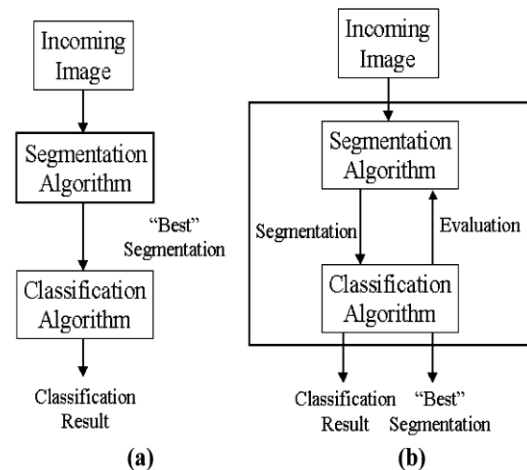 Incoming
Image
Segmentation
Algorithm
“Best”
Segmentation
Classification
Algorithm
Classification
Result
(a)
Incoming
Image
Segmentation
Algorithm
Segmentation
Evaluation
Classification
Algorithm
Classification
Result
“Best”
Segmentation
(b)